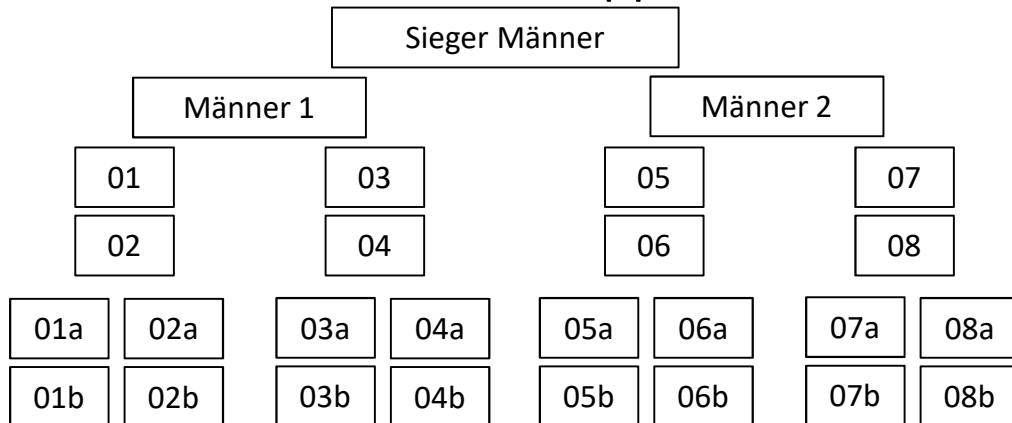 Sieger Männer
Männer 1 Männer 2
01 03 05 07
02 04 06 08
01a 02a 03a 04a 05a 06a 07a 08a
01b 02b 03b 04b 05b 06b 07b 08b